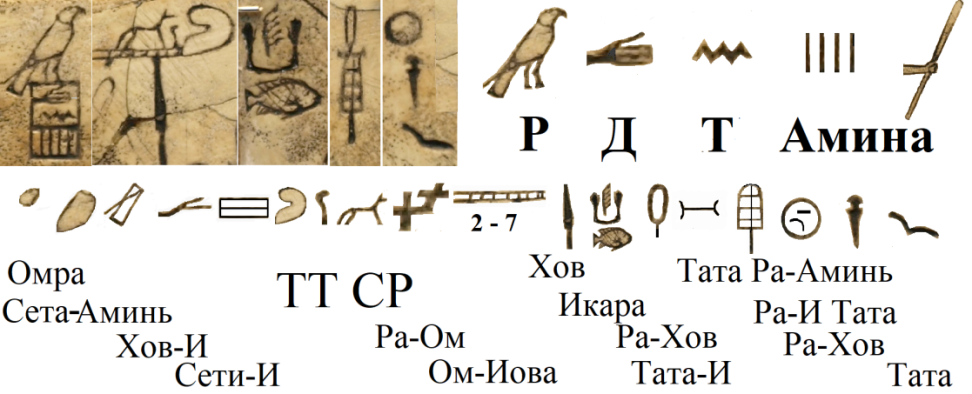 Р Д Т Амина
2 - 7
Омра
ТТ СР
Хов
Тата Ра-Аминь
Сета-Аминь
Икара
Ра-И Тата
Хов-И
Ра-Ом
Ра-Хов
Ра-Хов
Сети-И
Ом-Иова
Тата-И
Тата